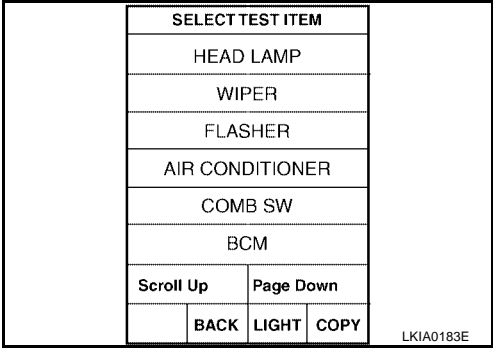 SELECT TEST ITEM
HEAD LAMP
WIPER
FLASHER
AIR CONDITIONER
COMB SW
BCM
Scroll Up Page Down
BACK LIGHT COPY
LKIA0183E